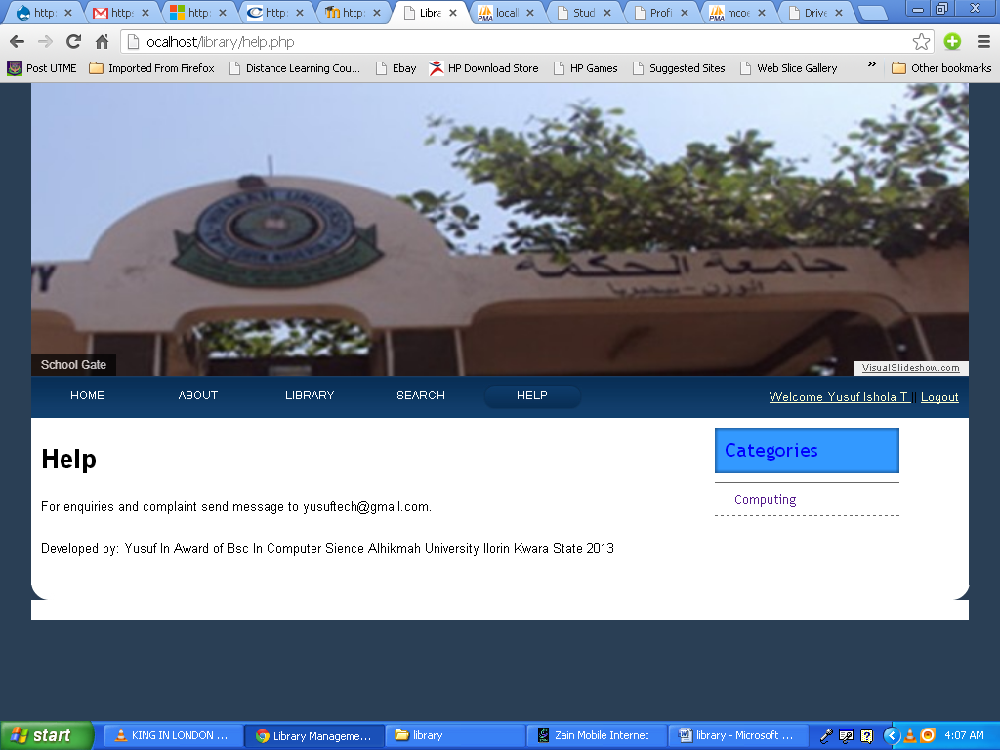 http:
http:
http:
http:
http:
Libra
locall
Stud
Profi
mcoe
Drive
localhost/library/help.php
Post UTME
Imported From Firefox
Distance Learning Cou...
Ebay
HP Download Store
HP Games
Suggested Sites
Web Slice Gallery
»
Other bookmarks
جامعة الحكمة
الورن - نيجيريا
School Gate
VisualSlideshow.com
HOME ABOUT LIBRARY SEARCH HELP
Welcome Yusuf Ishola T | Logout
Help
Categories
Computing
For enquiries and complaint send message to yusuftech@gmail.com.
Developed by: Yusuf In Award of Bsc In Computer Sience Alhikmah University Ilorin Kwara State 2013
start
KING IN LONDON ...
Library Manageme...
library
Zain Mobile Internet
library - Microsoft ...
4:07 AM